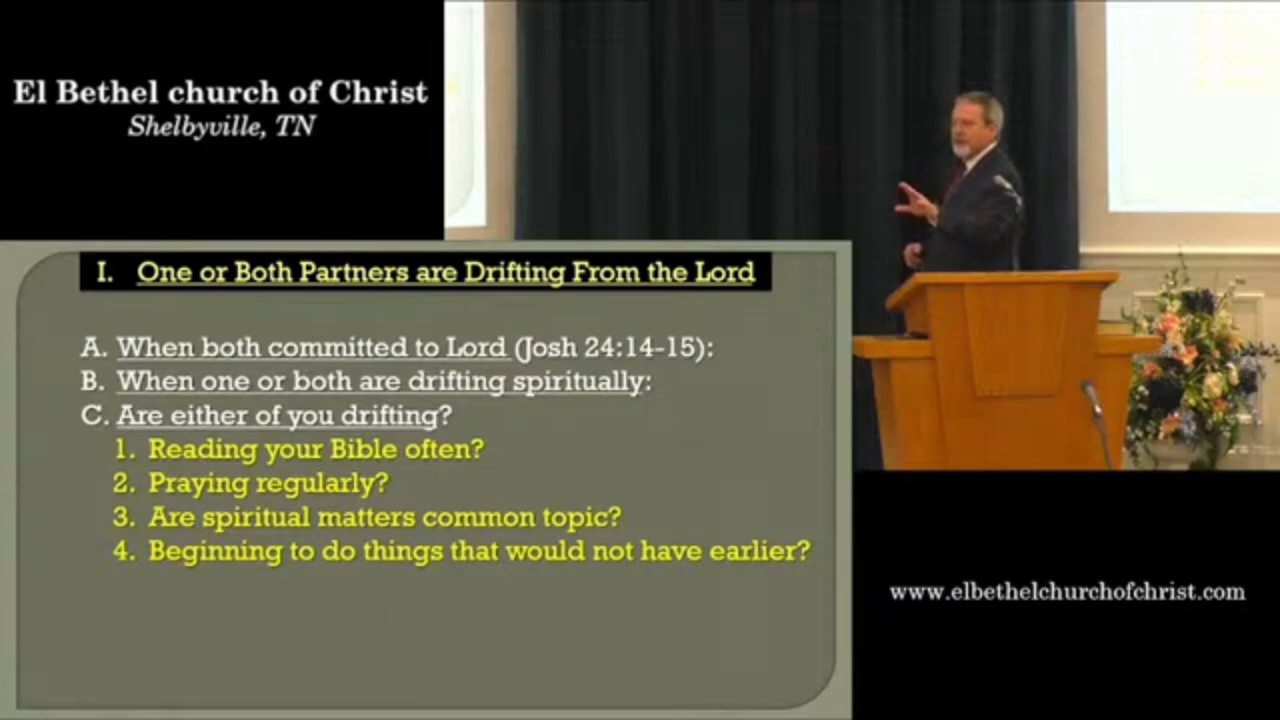 El Bethel church of Christ
Shelbyville, TN
I. One or Both Partners are Drifting From the Lord
A. When both committed to Lord (Josh 24:14-15):
B. When one or both are drifting spiritually:
C. Are either of you drifting?
1. Reading your Bible often?
2. Praying regularly?
3. Are spiritual matters common topic?
4. Beginning to do things that would not have earlier?
www.elbethelchurchofchrist.com